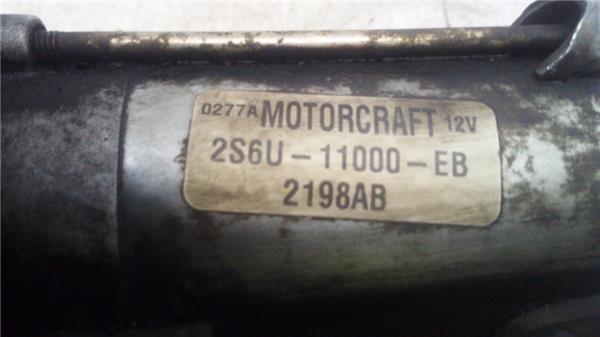 0277A MOTORCRAFT 12V
2S6U-11000-EB
2198AB